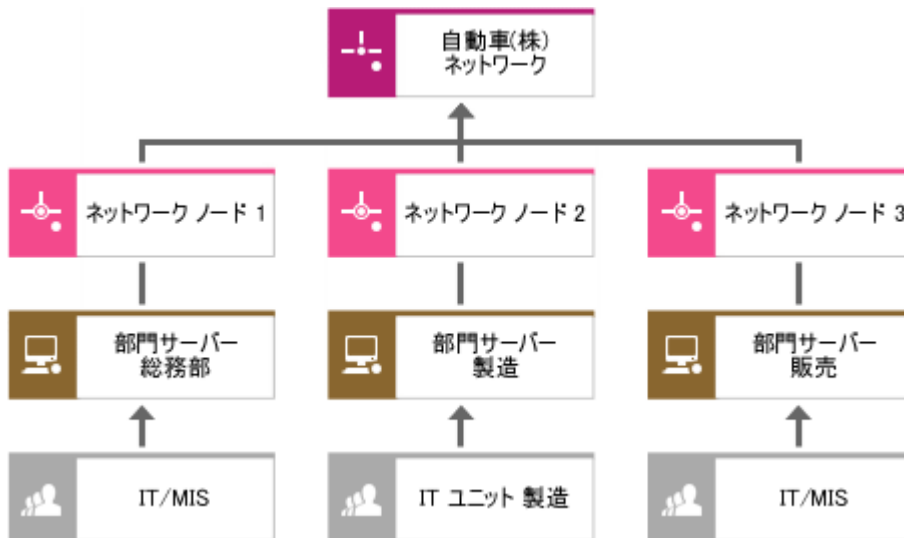 自動車(株)
ネットワーク
ネットワーク ノード 1
ネットワーク ノード 2
ネットワーク ノード 3
部門サーバー
総務部
部門サーバー
製造
部門サーバー
販売
IT/MIS
IT ユニット 製造
IT/MIS